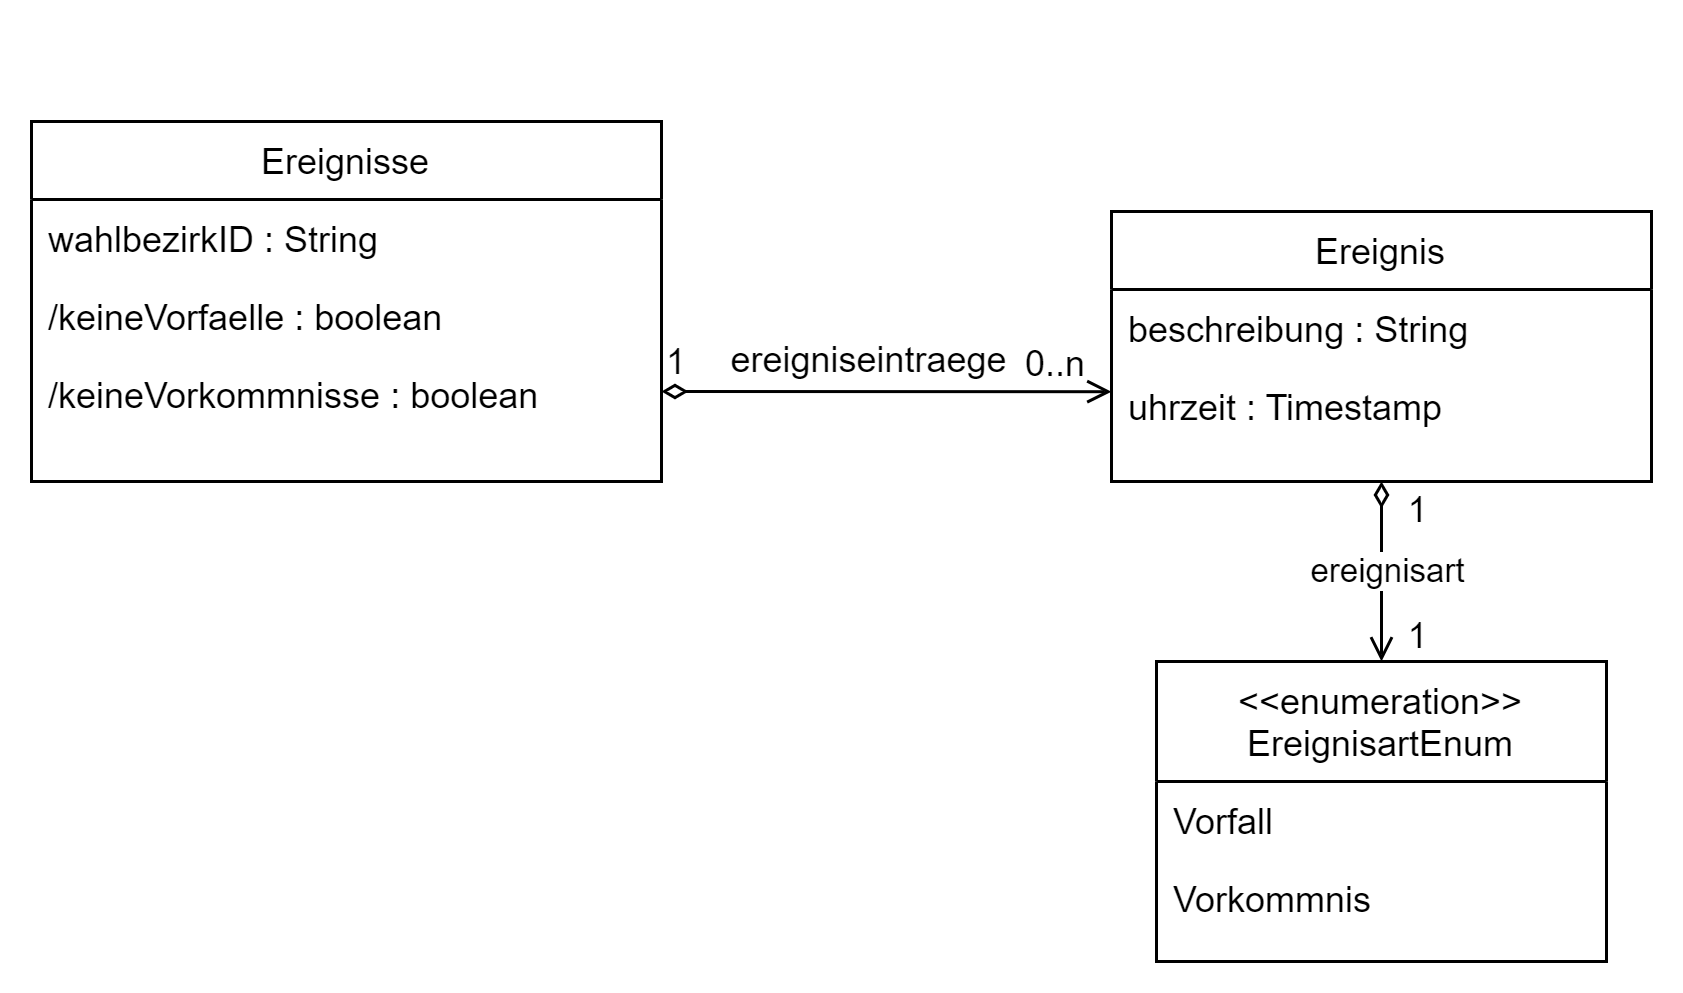 Ereignisse
wahlbezirkID : String
/keineVorfaelle : boolean
/keineVorkommnisse : boolean
1
ereigniseintraege
0..n
Ereignis
beschreibung : String
uhrzeit : Timestamp
1
ereignisart
1
<<enumeration>>
EreignisartEnum
Vorfall
Vorkommnis